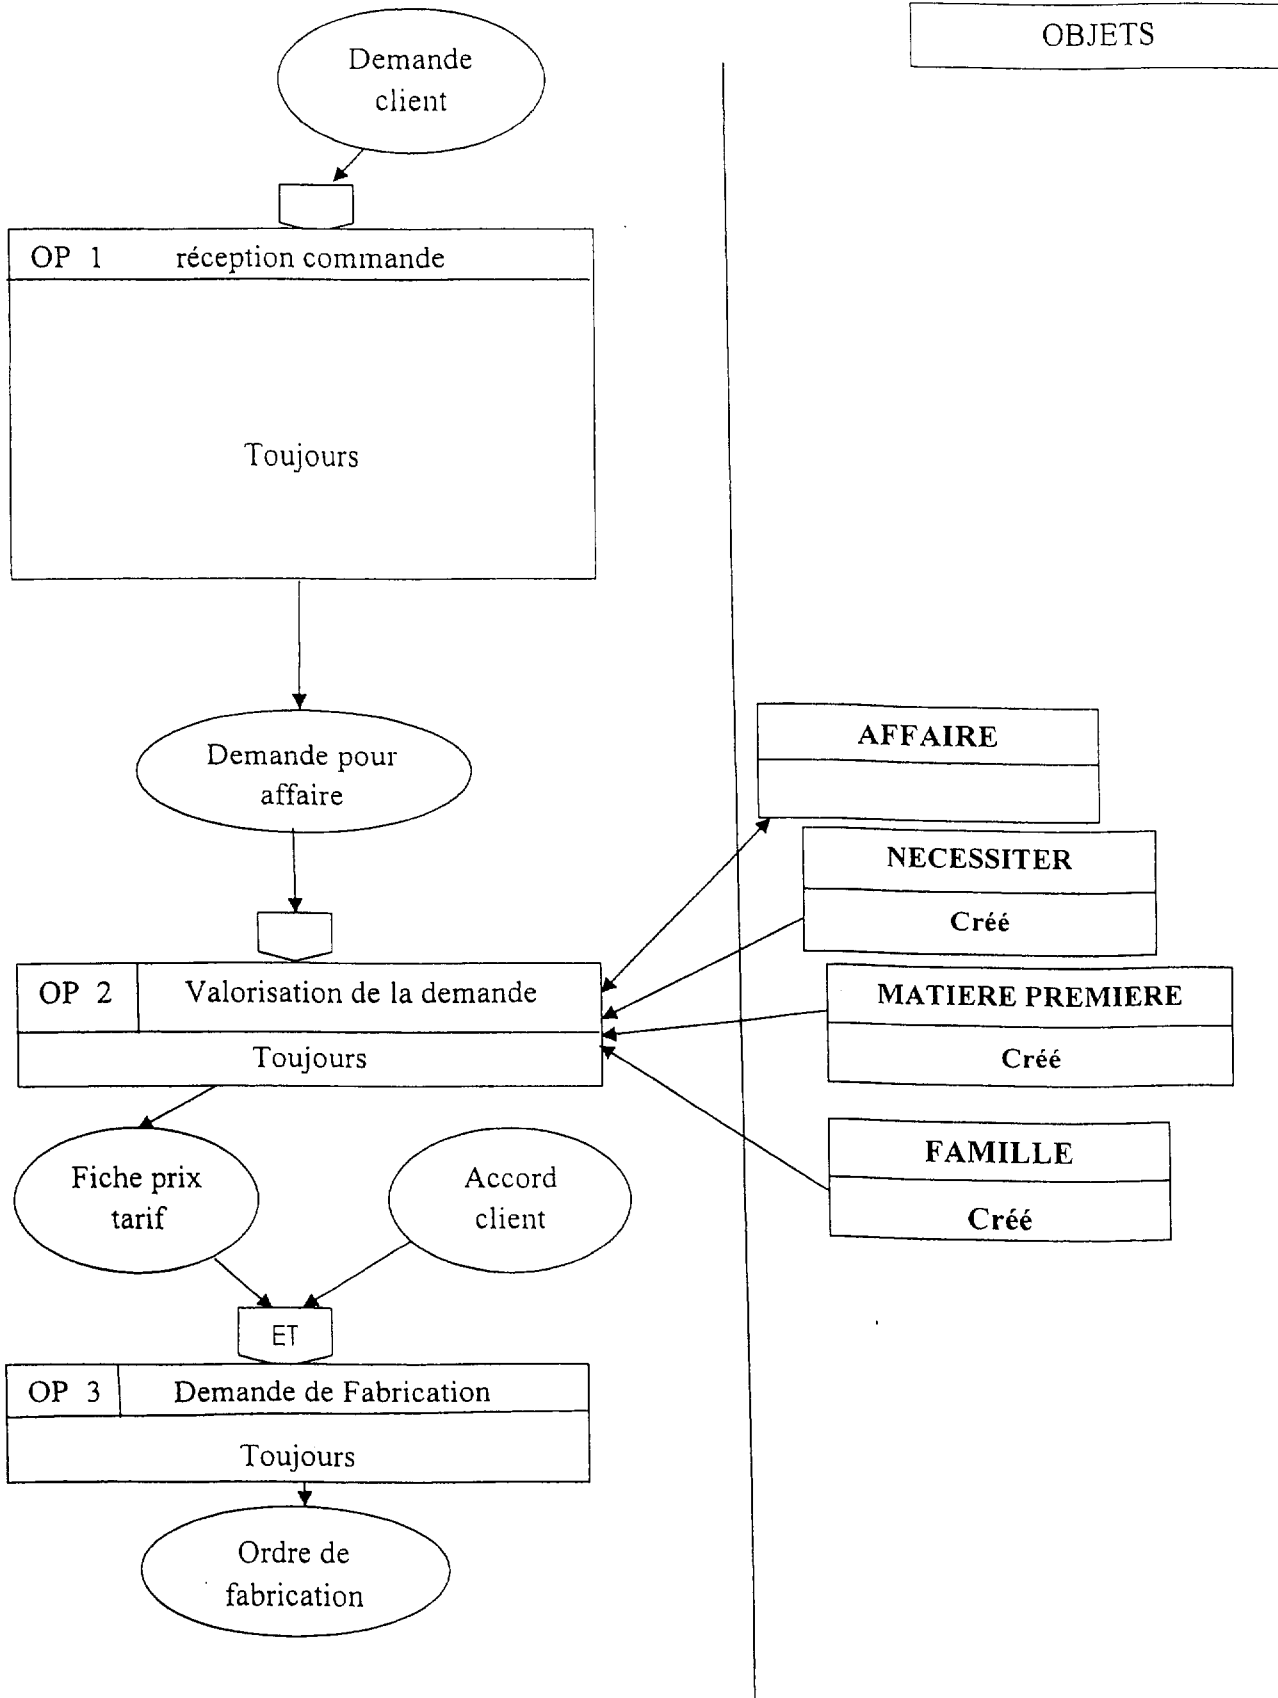 OBJETS
Demande
client
OP 1 réception commande
Toujours
Demande pour
affaire
OP 2 Valorisation de la demande
Toujours
Fiche prix
tarif
Accord
client
ET
OP 3 Demande de Fabrication
Toujours
Ordre de
fabrication
AFFAIRE
NECESSITER
Créé
MATIERE PREMIERE
Créé
FAMILLE
Créé